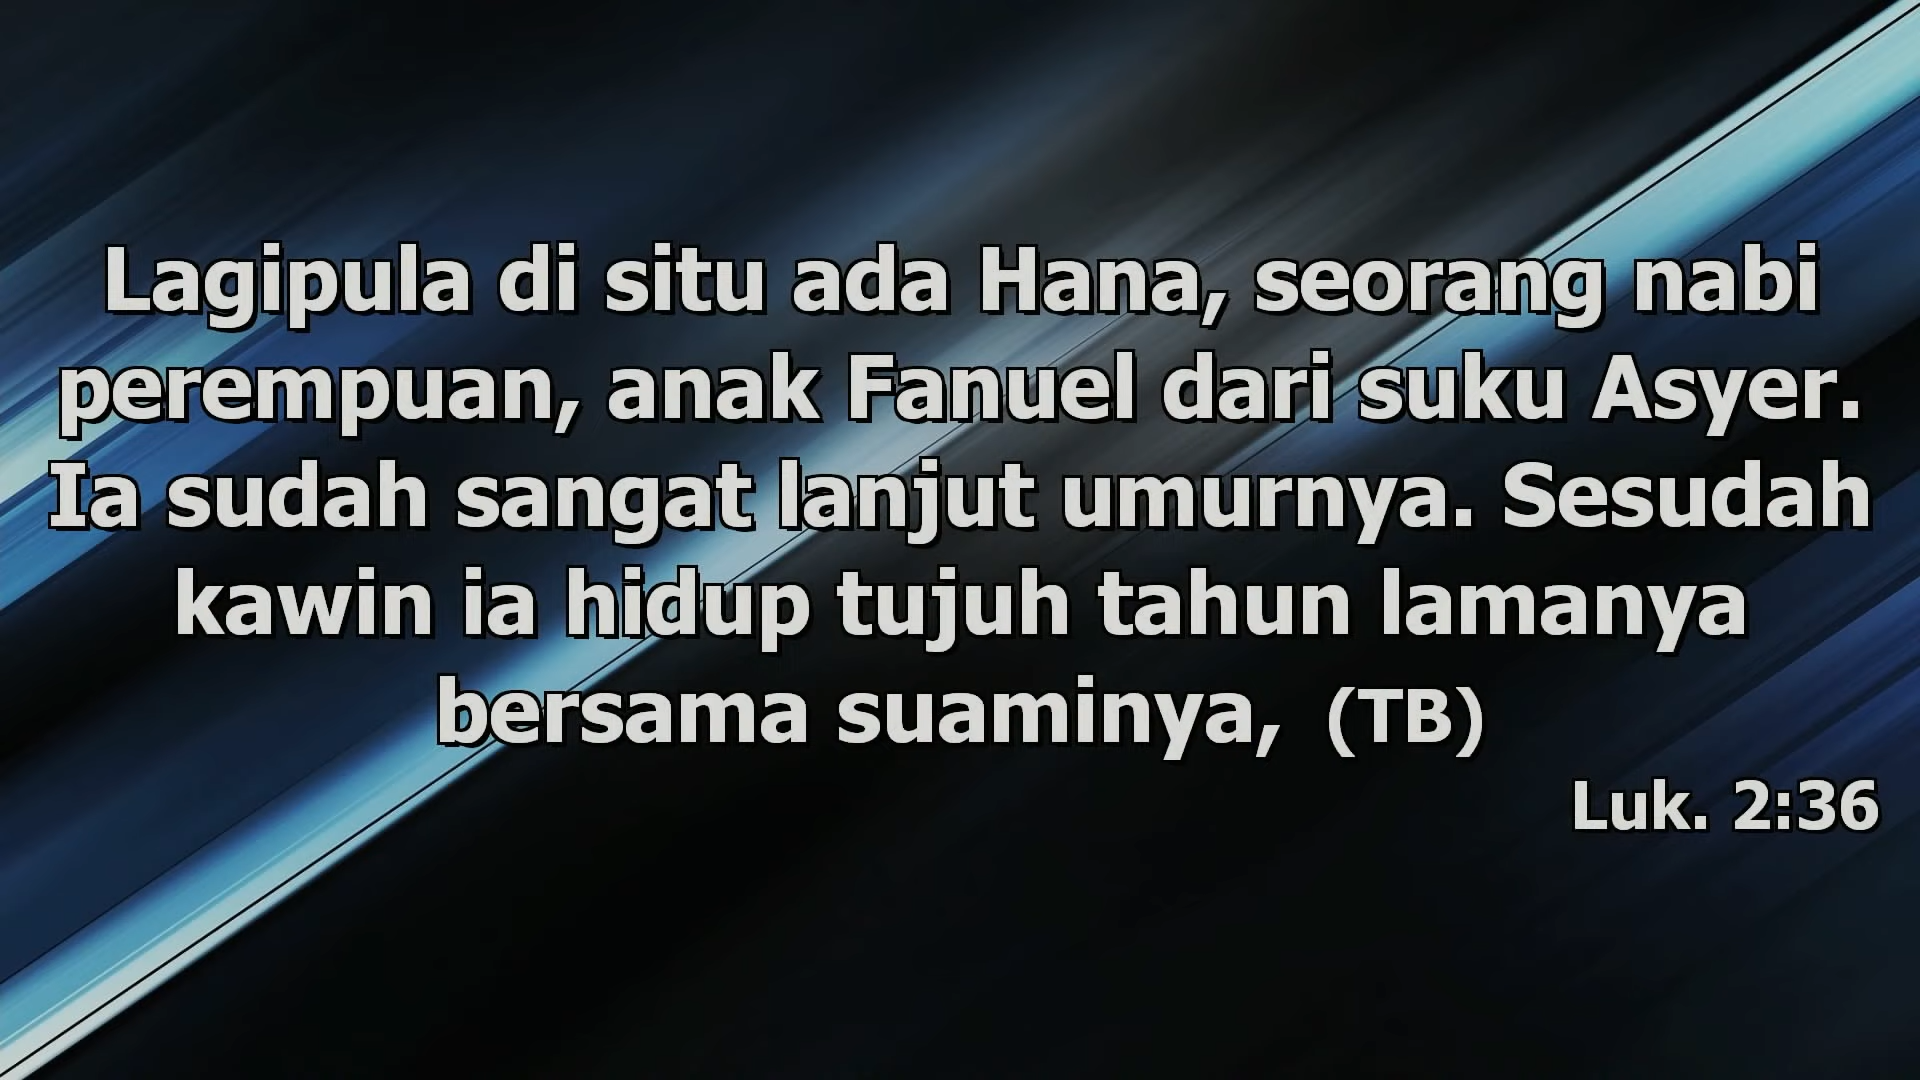 Lagipula di situ ada Hana, seorang nabi
perempuan, anak Fanuel dari suku Asyer.
Ia sudah sangat lanjut umurnya. Sesudah
kawin ia hidup tujuh tahun lamanya
bersama suaminya, (TB)
Luk. 2:36